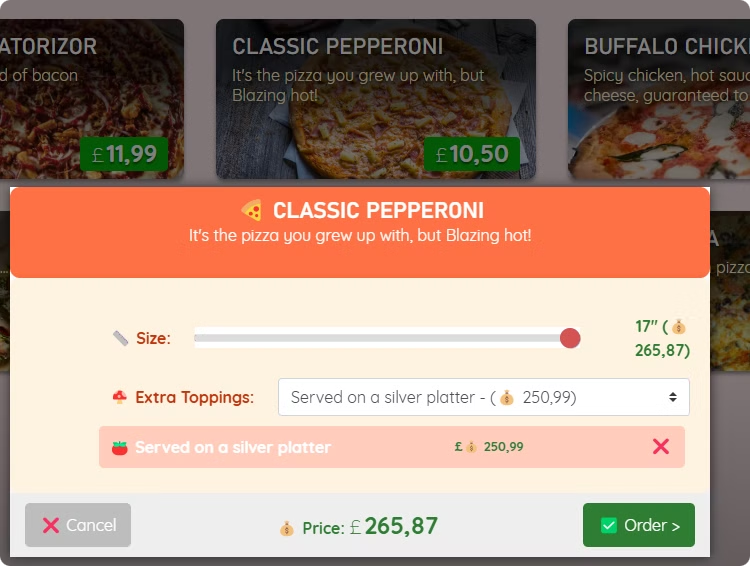 ATORIZOR
d of bacon
£11,99
CLASSIC PEPPERONI
It's the pizza you grew up with, but
Blazing hot!
£10,50
BUFFALO CHICK
Spicy chicken, hot sauc
cheese, guaranteed to
A
pizza
CLASSIC PEPPERONI
It's the pizza you grew up with, but Blazing hot!
Size:
17" (
265,87)
Extra Toppings:
Served on a silver platter - ( 250,99)
Served on a silver platter £ 250,99
Cancel
Price: £265,87
Order >